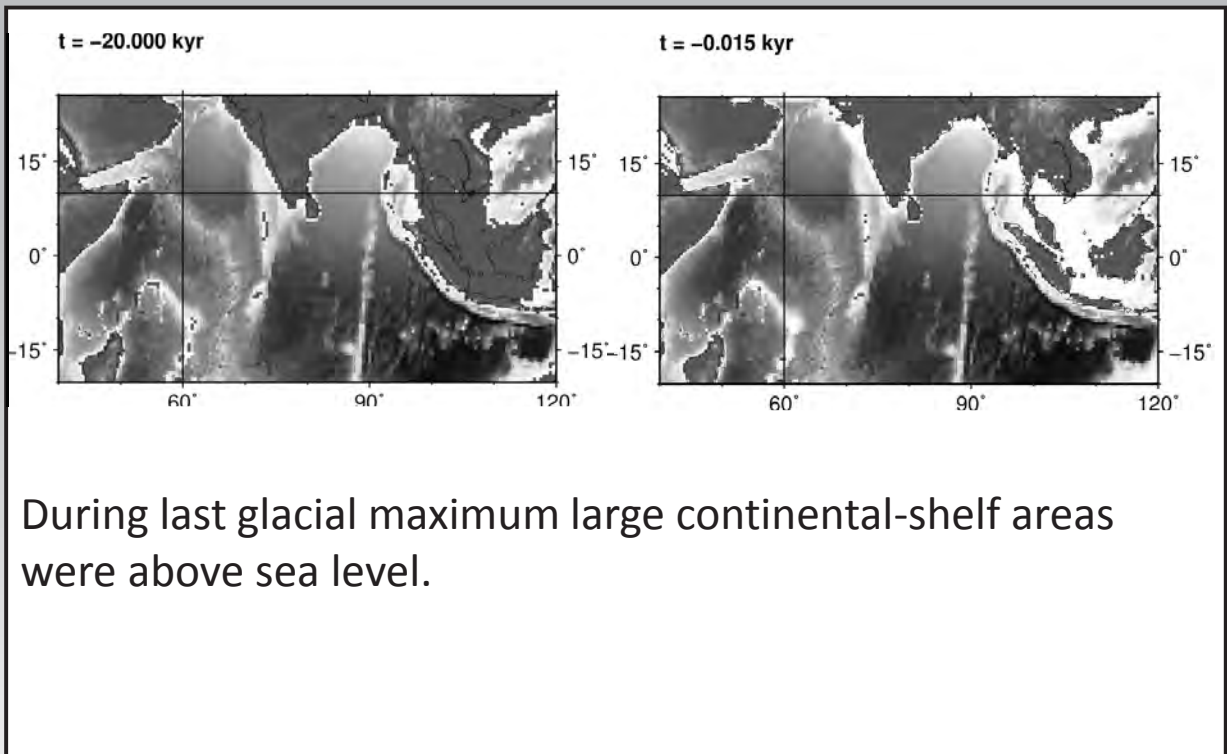 t = −20.000 kyr
t = −0.015 kyr
15˚ 15˚ 15˚ 15˚
0˚ 0˚ 0˚ 0˚
−15˚ −15˚ −15˚ −15˚
60˚ 90˚ 120˚ 60˚ 90˚ 120˚
During last glacial maximum large continental-shelf areas
were above sea level.